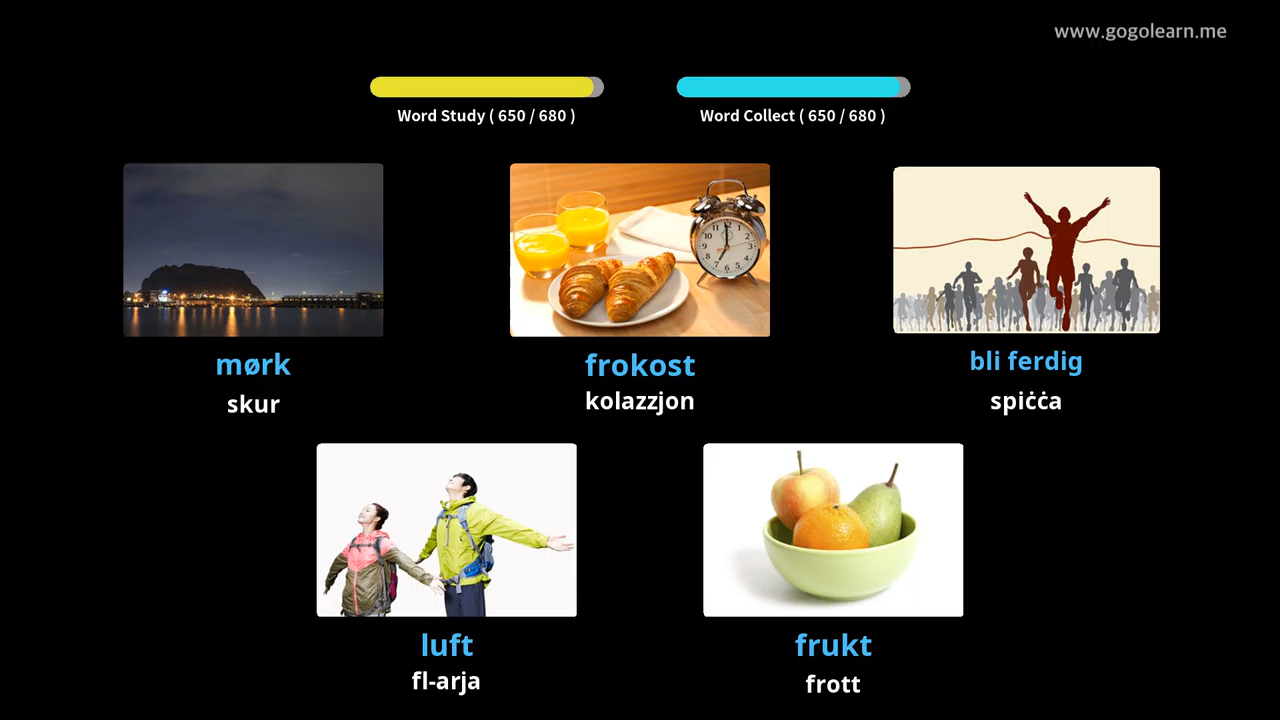 www.gogolearn.me
Word Study ( 650 / 680 )
Word Collect ( 650 / 680 )
mørk
skur
frokost
kolazzjon
bli ferdig
spiċċa
luft
fl-arja
frukt
frott